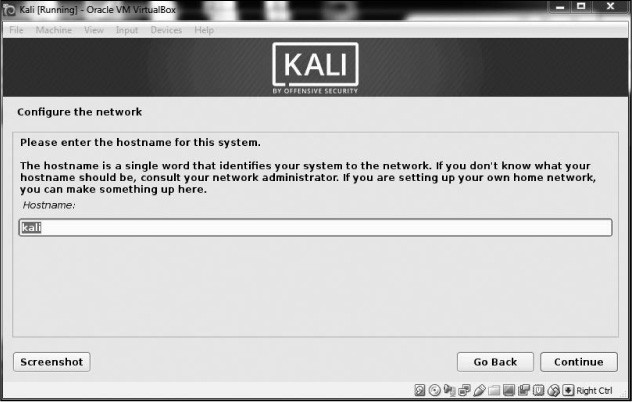 Kali [Running] - Oracle VM VirtualBox
File Machine View Input Devices Help
KALI
BY OFFENSIVE SECURITY
Configure the network
Please enter the hostname for this system.
The hostname is a single word that identifies your system to the network. If you don't know what your
hostname should be, consult your network administrator. If you are setting up your own home network,
you can make something up here.
Hostname:
kali
Screenshot
Go Back
Continue
Right Ctrl